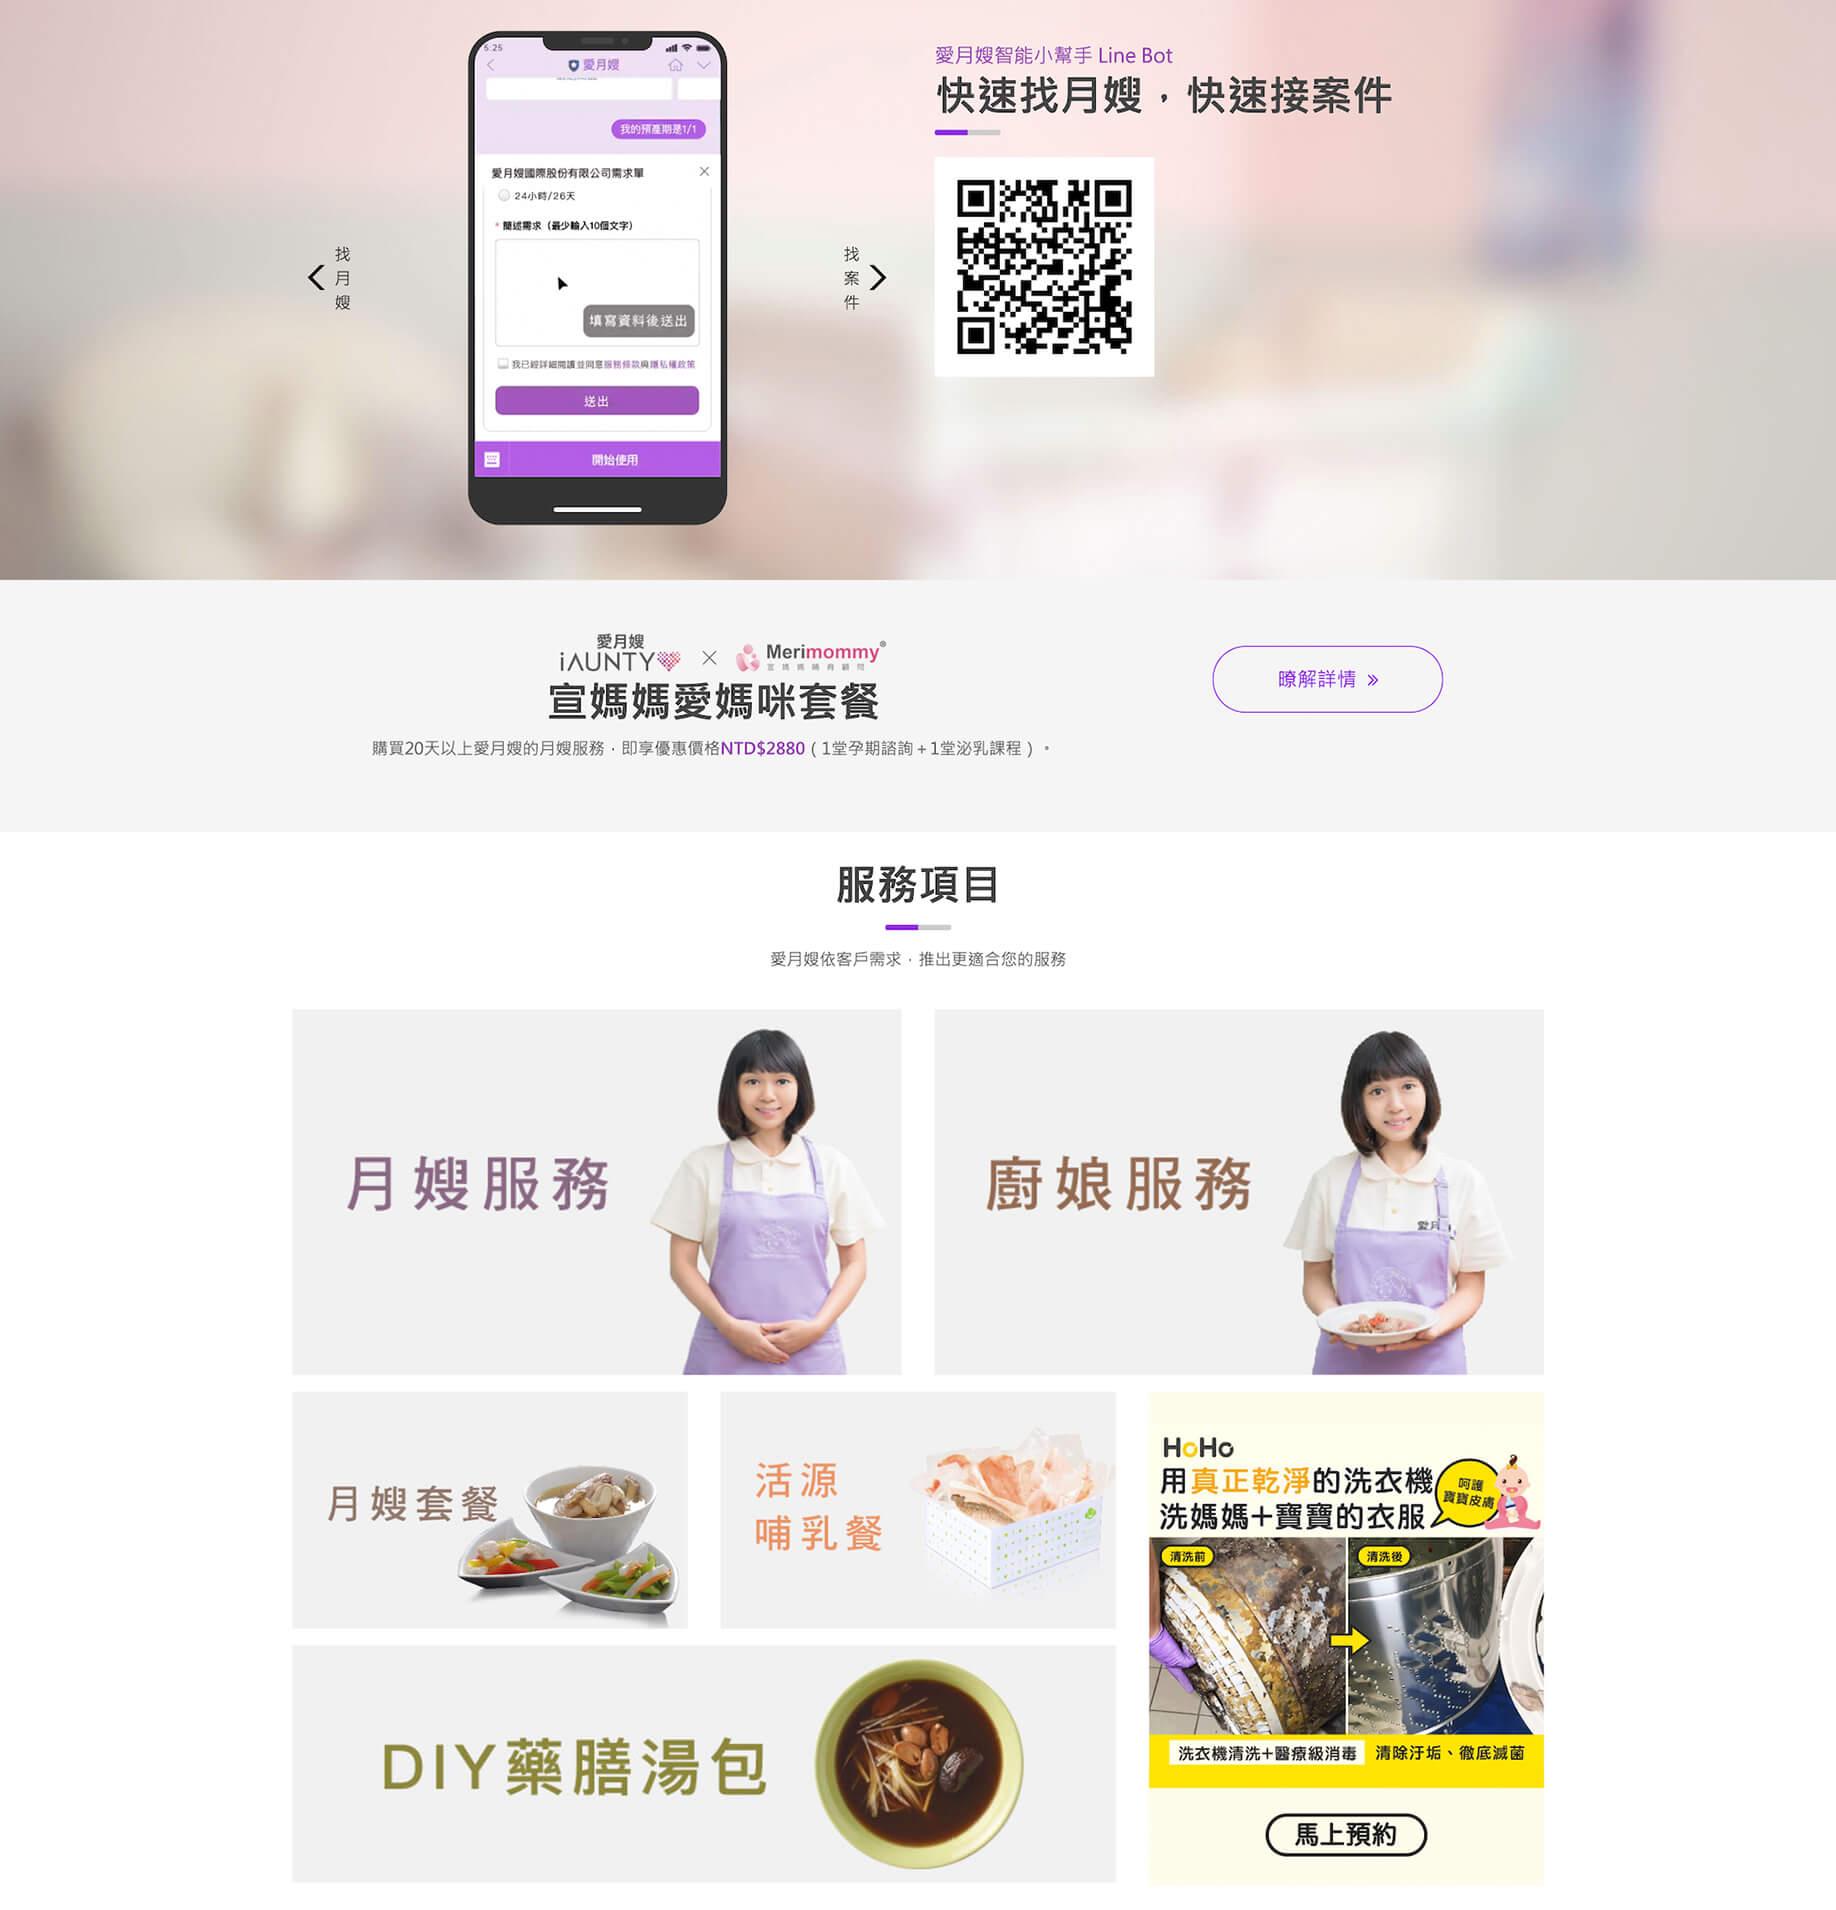 5:25
愛月嫂
我的預產期是1/1
愛月嫂國際股份有限公司需求單
24小時/26天
* 簡述需求（最少輸入10個文字）
填寫資料後送出
我已經詳細閱讀並同意服務條款與隱私權政策
送出
開始使用
找月嫂
找案件
愛月嫂智能小幫手 Line Bot
快速找月嫂，快速接案件
愛月嫂
iAUNTY
×
Merimommy®
宣媽媽哺育顧問
宣媽媽愛媽咪套餐
購買20天以上愛月嫂的月嫂服務，即享優惠價格NTD$2880（1堂孕期諮詢＋1堂泌乳課程）。
瞭解詳情 »
服務項目
愛月嫂依客戶需求，推出更適合您的服務
月嫂服務
廚娘服務
愛月
月嫂套餐
活源
哺乳餐
HoHo
用真正乾淨的洗衣機
洗媽媽+寶寶的衣服
呵護
寶寶皮膚
清洗前
清洗後
洗衣機清洗+醫療級消毒
清除汙垢、徹底滅菌
馬上預約
DIY藥膳湯包